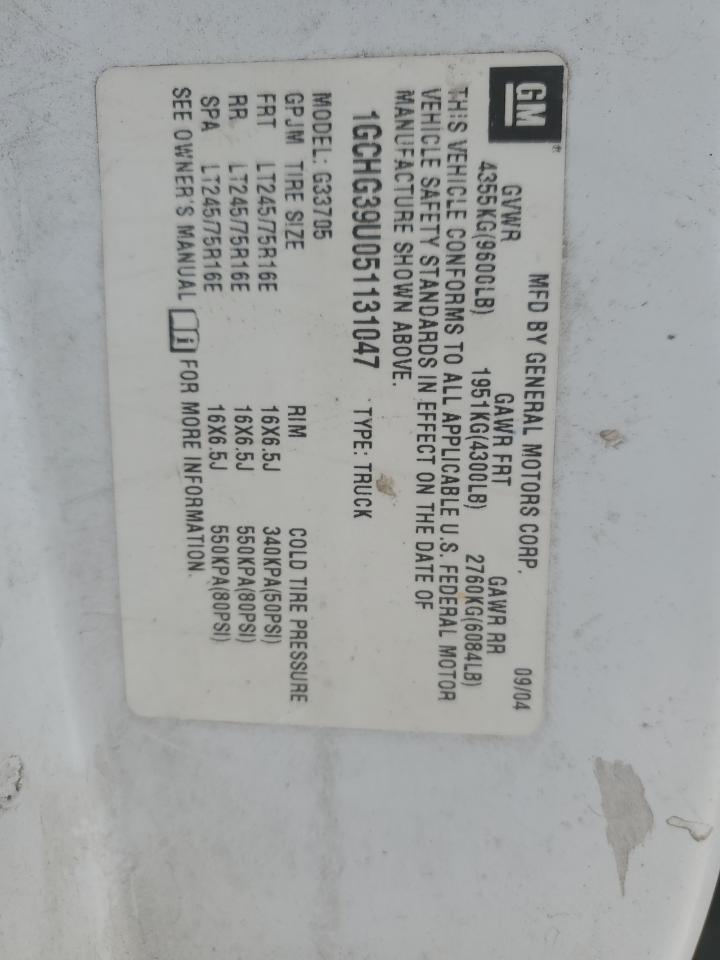 GM
MFD BY GENERAL MOTORS CORP. 09/04
GVWR GAWR FRT GAWR RR
4355KG(9600LB) 1951KG(4300LB) 2760KG(6084LB)
THIS VEHICLE CONFORMS TO ALL APPLICABLE U.S. FEDERAL MOTOR
VEHICLE SAFETY STANDARDS IN EFFECT ON THE DATE OF
MANUFACTURE SHOWN ABOVE.
1GCHG39U051131047 TYPE: TRUCK
MODEL: G33705
GPJM TIRE SIZE RIM COLD TIRE PRESSURE
FRT LT245/75R16E 16X6.5J 340KPA(50PSI)
RR LT245/75R16E 16X6.5J 550KPA(80PSI)
SPA LT245/75R16E 16X6.5J 550KPA(80PSI)
SEE OWNER'S MANUAL i FOR MORE INFORMATION.